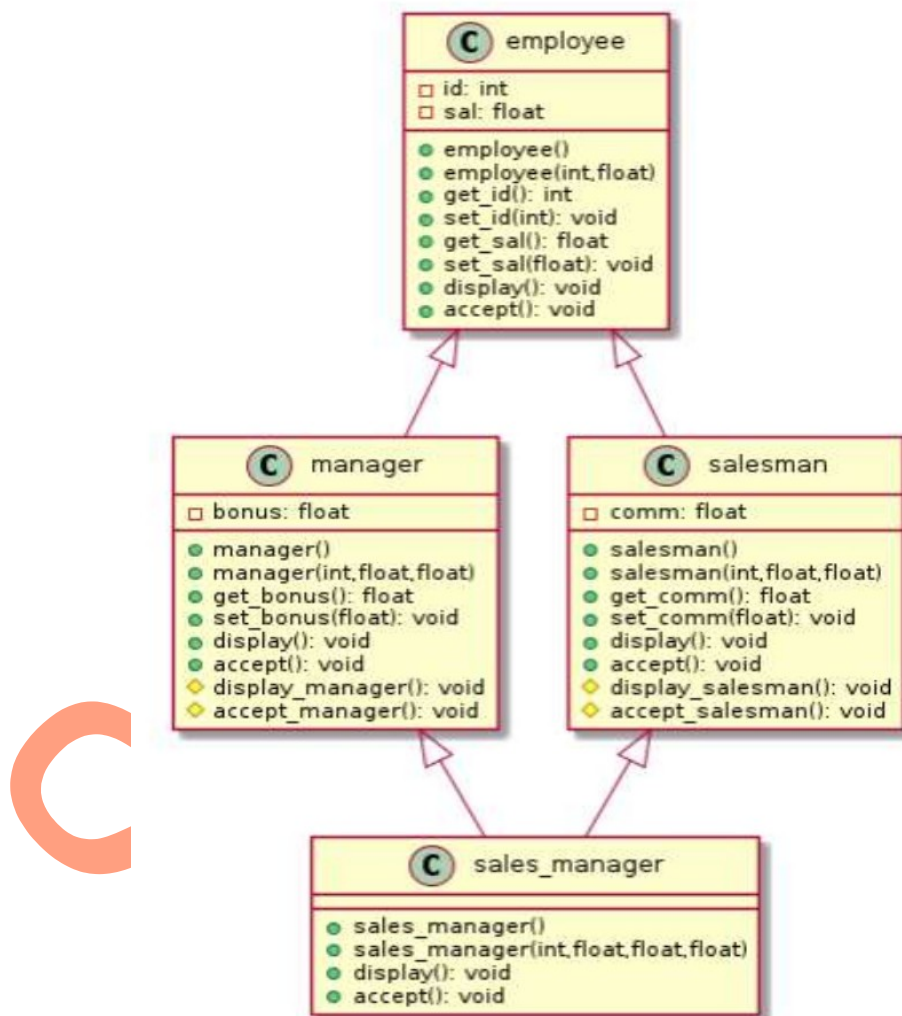 C employee
id: int
sal: float
employee()
employee(int,float)
get_id(): int
set_id(int): void
get_sal(): float
set_sal(float): void
display(): void
accept(): void
C manager
bonus: float
manager()
manager(int,float,float)
get_bonus(): float
set_bonus(float): void
display(): void
accept(): void
display_manager(): void
accept_manager(): void
C salesman
comm: float
salesman()
salesman(int,float,float)
get_comm(): float
set_comm(float): void
display(): void
accept(): void
display_salesman(): void
accept_salesman(): void
C sales_manager
sales_manager()
sales_manager(int,float,float,float)
display(): void
accept(): void